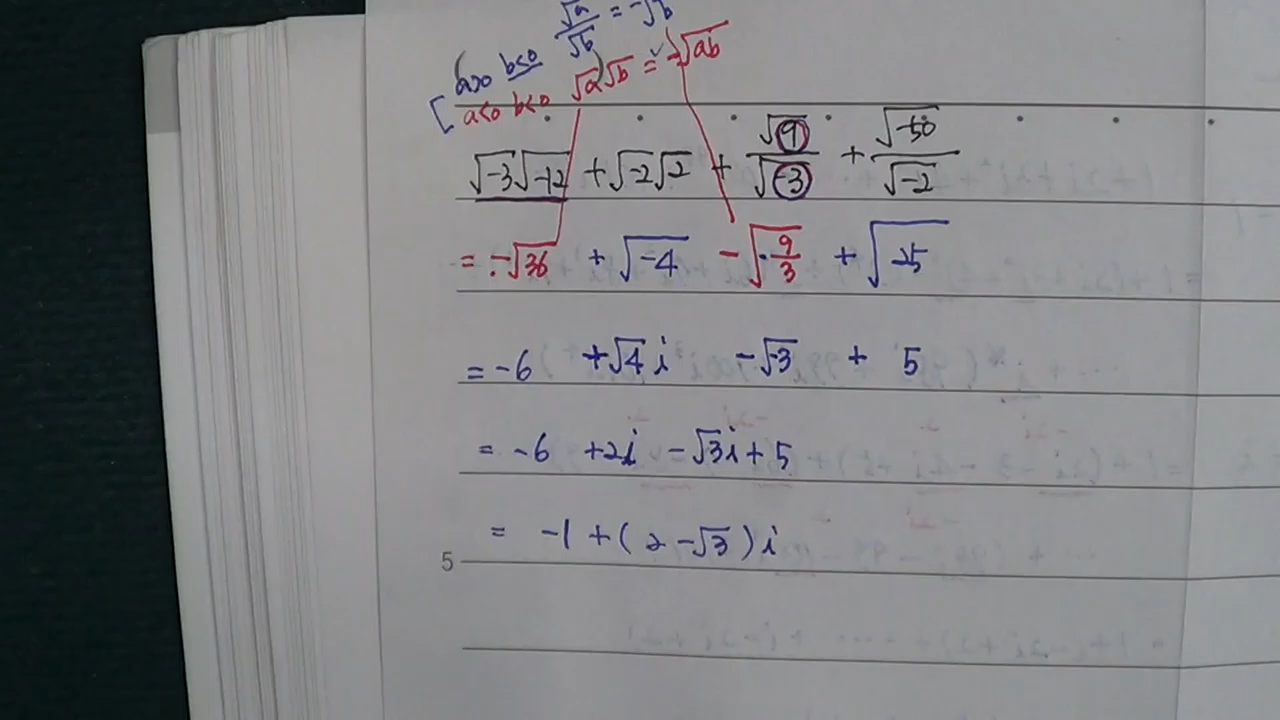 √a/√b = -√b
a>0 b<0
[ a<0 b<0 √a√b = -√ab
√-3√-12 + √-2√2 + √9/√-3 + √-50/√-2
= -√36 + √-4 - √-9/3 + √25
= -6 + √4 i - √-3 + 5
= -6 + 2i - √3i + 5
= -1 + (2 - √3) i
5